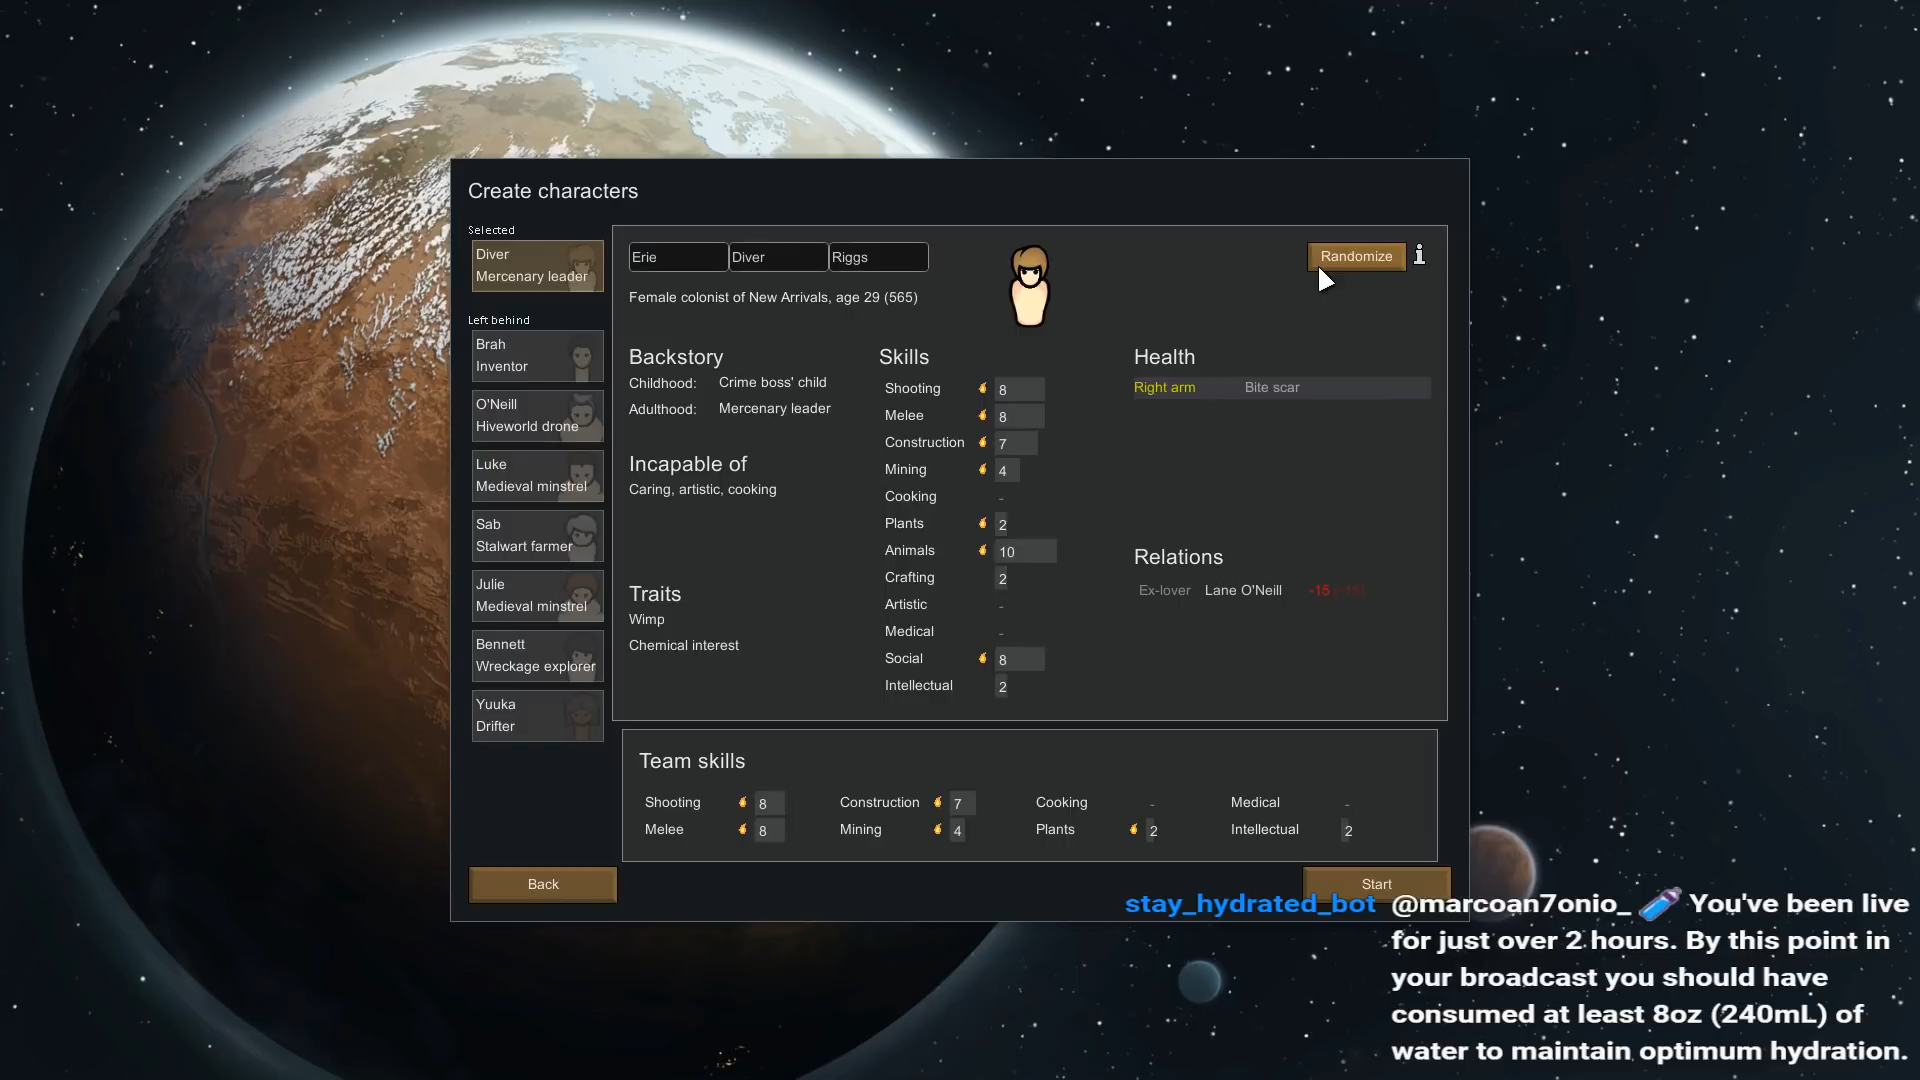 Create characters
Selected
Diver
Mercenary leader
Left behind
Brah
Inventor
O'Neill
Hiveworld drone
Luke
Medieval minstrel
Sab
Stalwart farmer
Julie
Medieval minstrel
Bennett
Wreckage explorer
Yuuka
Drifter
Erie Diver Riggs
Randomize
Female colonist of New Arrivals, age 29 (565)
Backstory
Childhood: Crime boss' child
Adulthood: Mercenary leader
Incapable of
Caring, artistic, cooking
Traits
Wimp
Chemical interest
Skills
Shooting 8
Melee 8
Construction 7
Mining 4
Cooking -
Plants 2
Animals 10
Crafting 2
Artistic -
Medical -
Social 8
Intellectual 2
Health
Right arm Bite scar
Relations
Ex-lover Lane O'Neill -15
Team skills
Shooting 8 Construction 7 Cooking - Medical -
Melee 8 Mining 4 Plants 2 Intellectual 2
Back
Start
stay_hydrated_bot @marcoan7onio_ You've been live
for just over 2 hours. By this point in
your broadcast you should have
consumed at least 8oz (240mL) of
water to maintain optimum hydration.